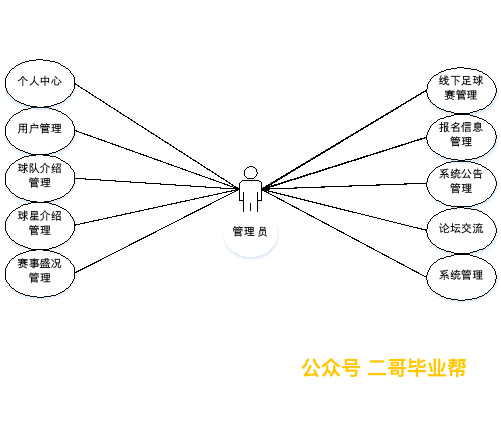 个人中心
用户管理
球队介绍
管理
球星介绍
管理
赛事盛况
管理
管理 员
线下足球
赛管理
报名信息
管理
系统公告
管理
论坛交流
系统管理
公众号 二哥毕业帮